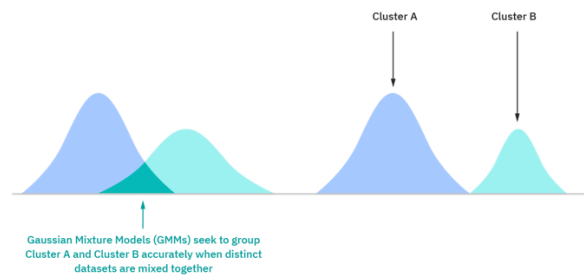 Cluster A
Cluster B
Gaussian Mixture Models (GMMs) seek to group
Cluster A and Cluster B accurately when distinct
datasets are mixed together